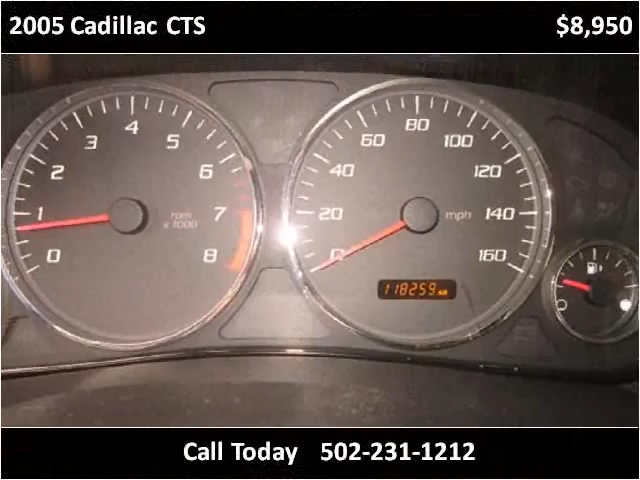 2005 Cadillac CTS $8,950
0 1 2 3 4 5 6 7 8
rpm
x 1000
0 20 40 60 80 100 120 140 160
mph
118259
0
Call Today 502-231-1212